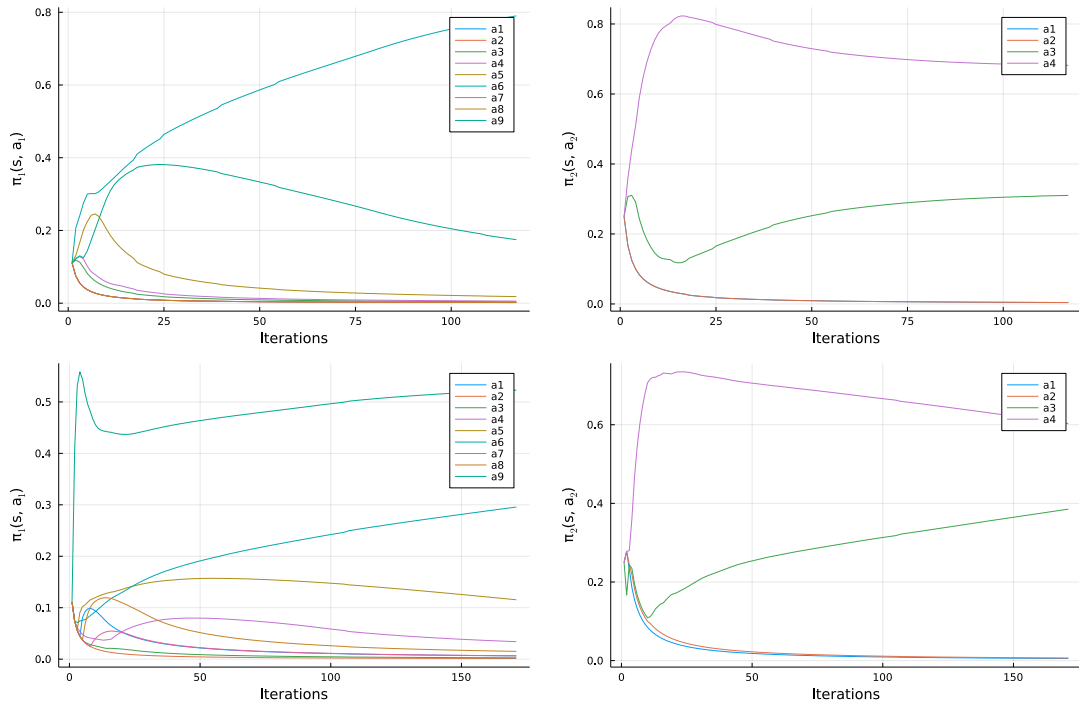 π₁(s, a₁)
0.8
0.6
0.4
0.2
0.0
0
25
50
75
100
Iterations
a1
a2
a3
a4
a5
a6
a7
a8
a9
π₂(s, a₂)
0.8
0.6
0.4
0.2
0.0
0
25
50
75
100
Iterations
a1
a2
a3
a4
π₁(s, a₁)
0.5
0.4
0.3
0.2
0.1
0.0
0
50
100
150
Iterations
a1
a2
a3
a4
a5
a6
a7
a8
a9
π₂(s, a₂)
0.6
0.4
0.2
0.0
0
50
100
150
Iterations
a1
a2
a3
a4